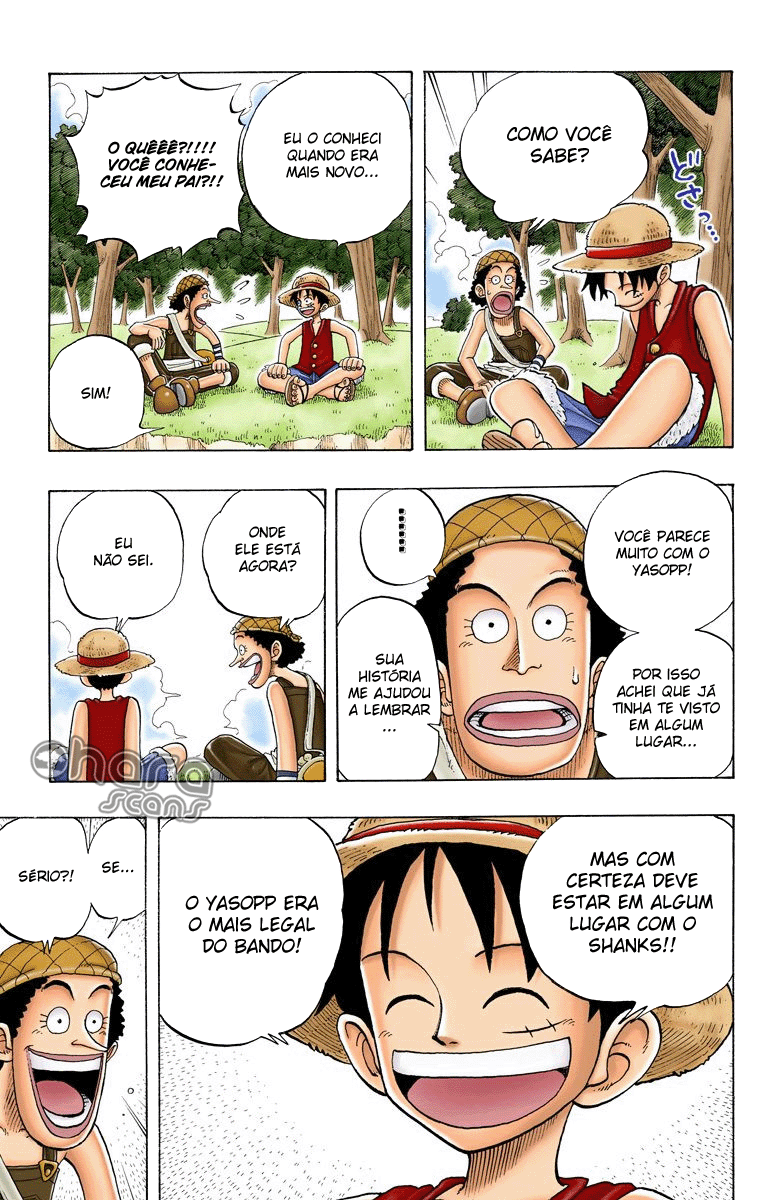 COMO VOCÊ
SABE?
どさっ…
EU O CONHECI
QUANDO ERA
MAIS NOVO...
O QUÊÊÊ?!!!!
VOCÊ CONHE-
CEU MEU PAI?!!
SIM!
VOCÊ PARECE
MUITO COM O
YASOPP!
POR ISSO
ACHEI QUE JÁ
TINHA TE VISTO
EM ALGUM
LUGAR...
!!!!!!
SUA
HISTÓRIA
ME AJUDOU
A LEMBRAR
...
ONDE
ELE ESTÁ
AGORA?
EU
NÃO SEI.
Ohara
scans
MAS COM
CERTEZA DEVE
ESTAR EM ALGUM
LUGAR COM O
SHANKS!!
O YASOPP ERA
O MAIS LEGAL
DO BANDO!
SE...
SÉRIO?!